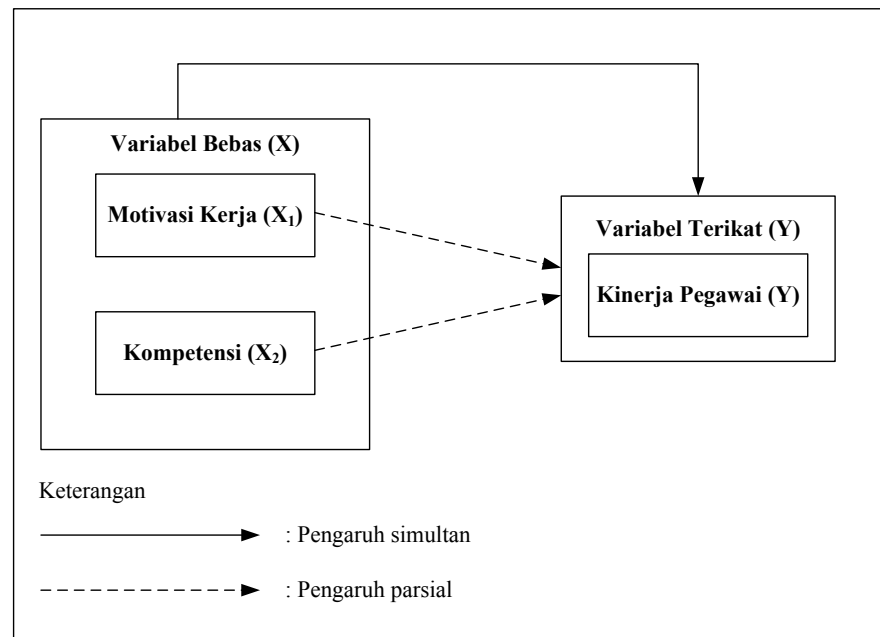 Variabel Bebas (X)
Motivasi Kerja (X₁)
Kompetensi (X₂)
Variabel Terikat (Y)
Kinerja Pegawai (Y)
Keterangan
: Pengaruh simultan
: Pengaruh parsial